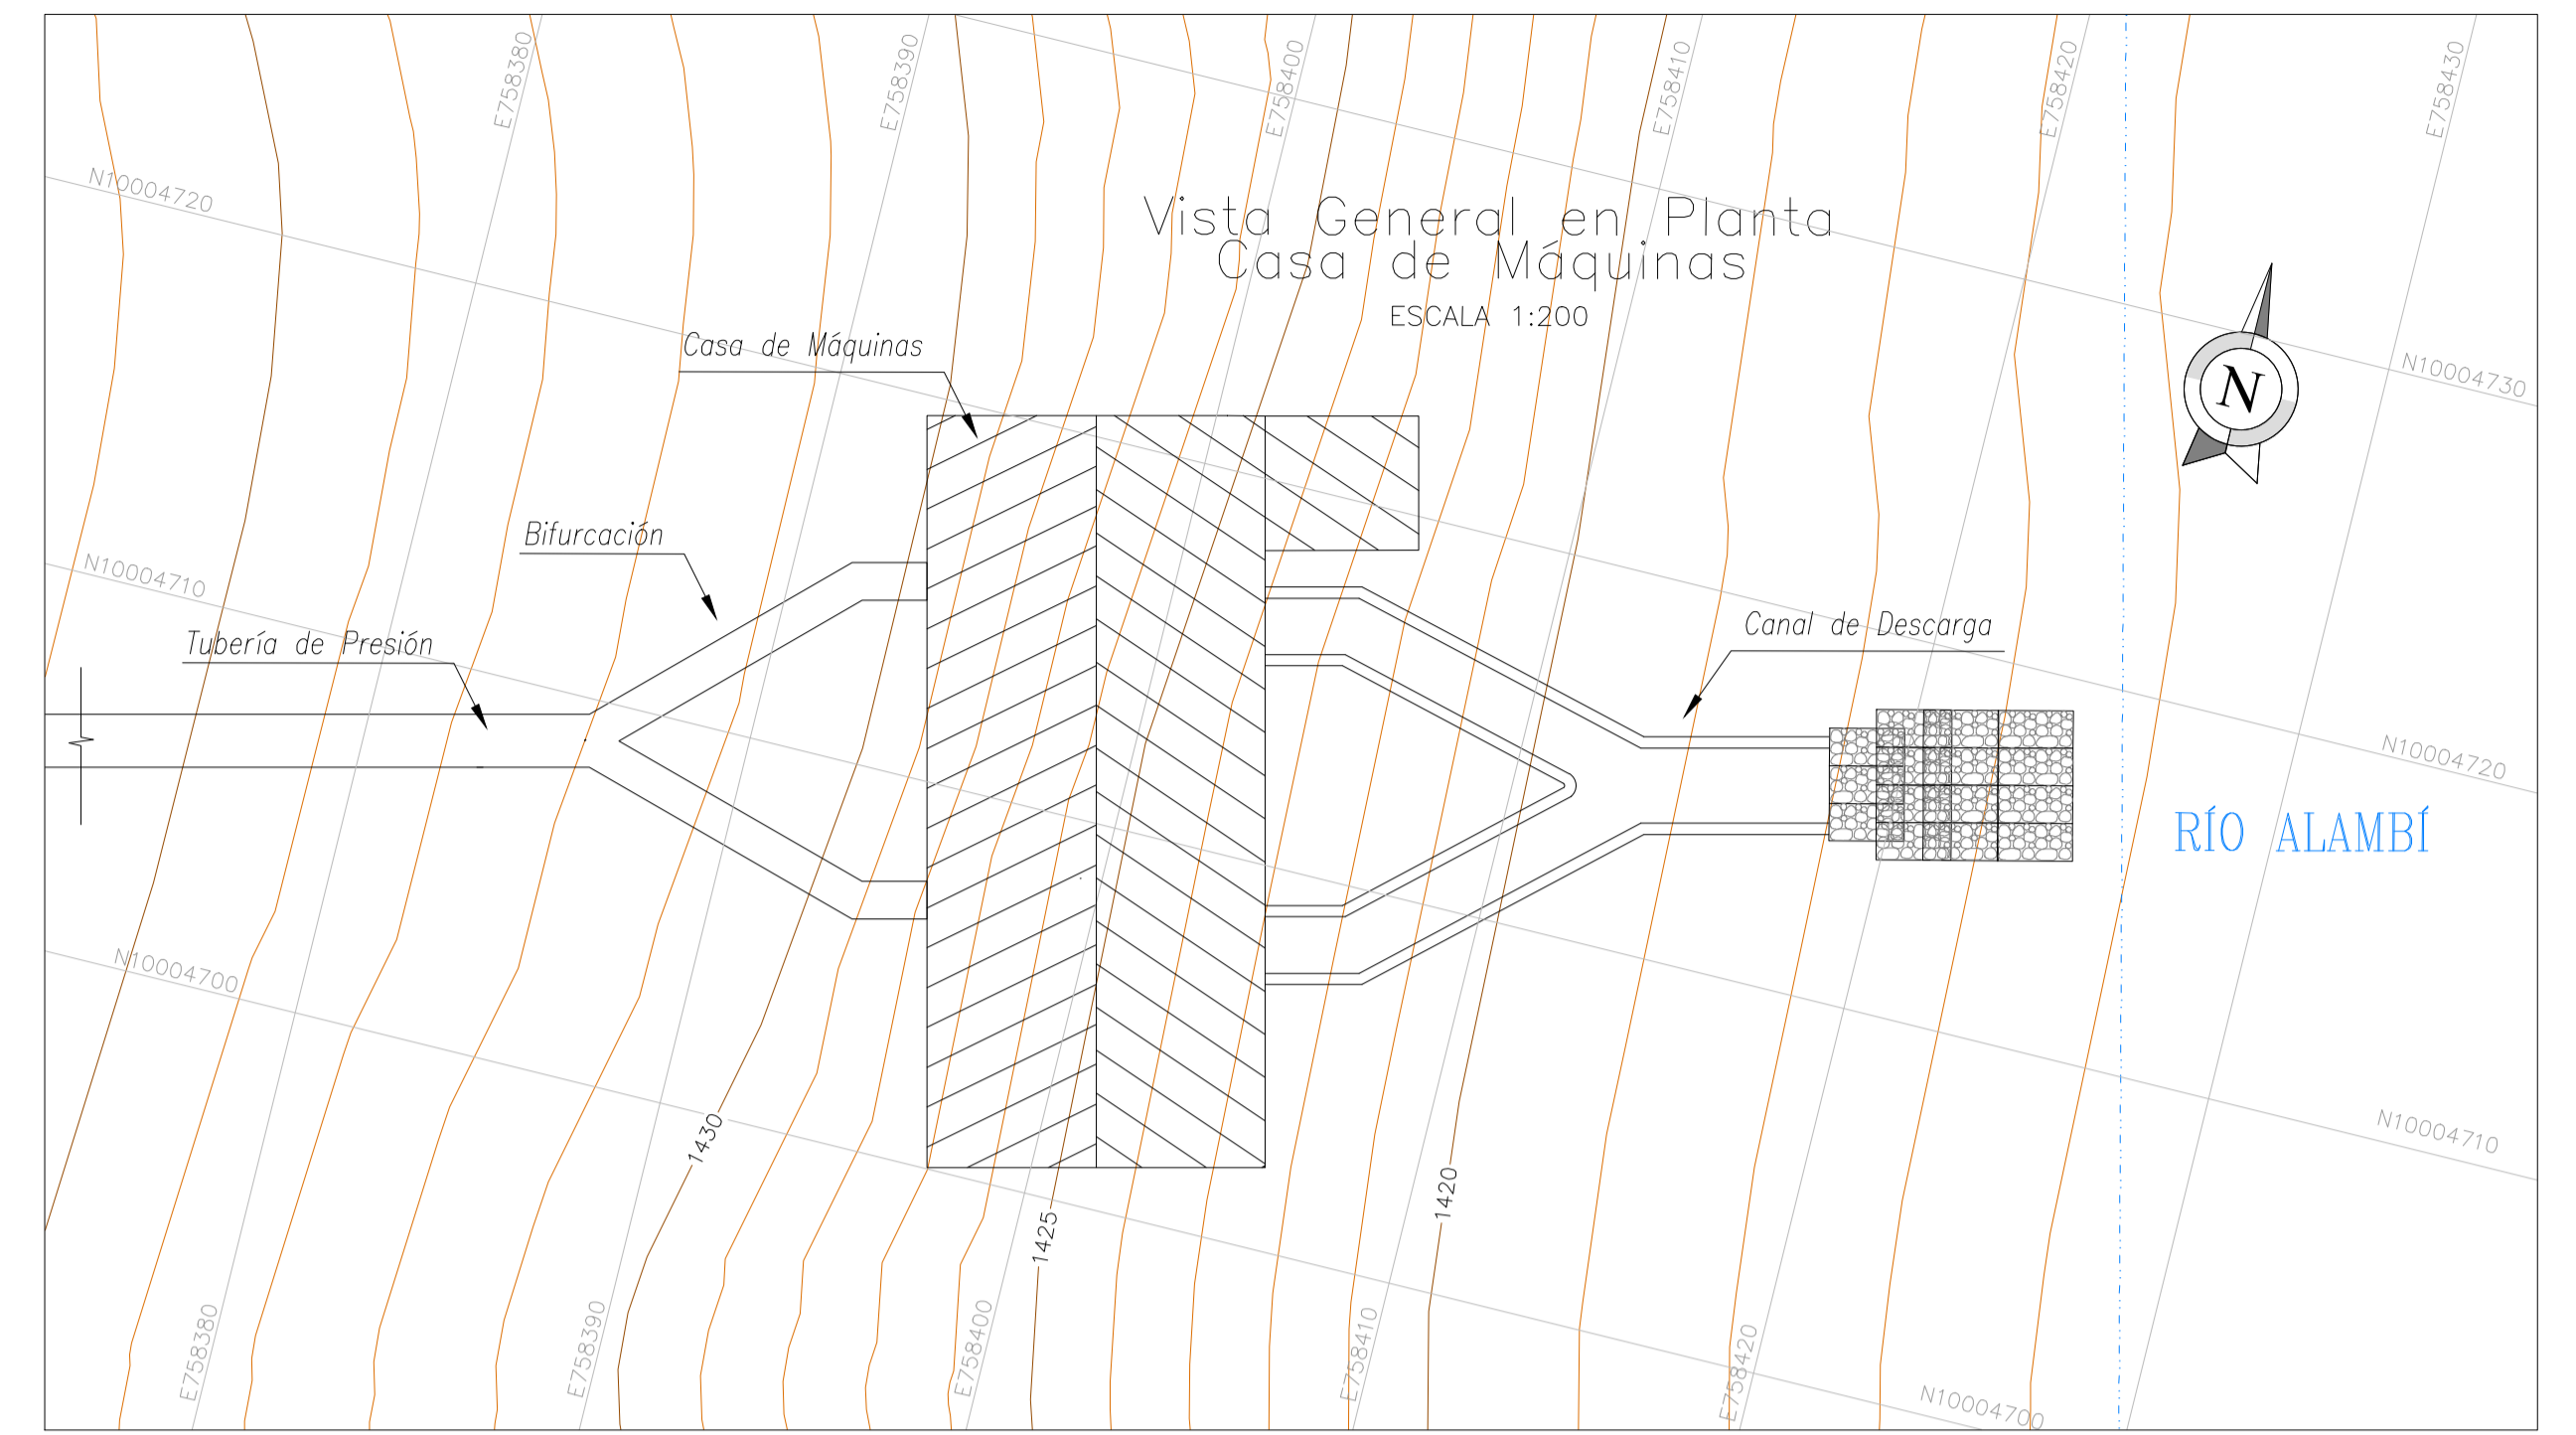 E758380
E758390
E758400
E758410
E758420
E758430
N10004720
Vista General en Planta
Casa de Máquinas
ESCALA 1:200
Casa de Máquinas
N10004730
N
Bifurcación
N10004710
Tubería de Presión
Canal de Descarga
N10004720
RÍO ALAMBÍ
N10004700
1430
N10004710
1420
1425
E758380
E758390
E758400
E758410
E758420
N10004700